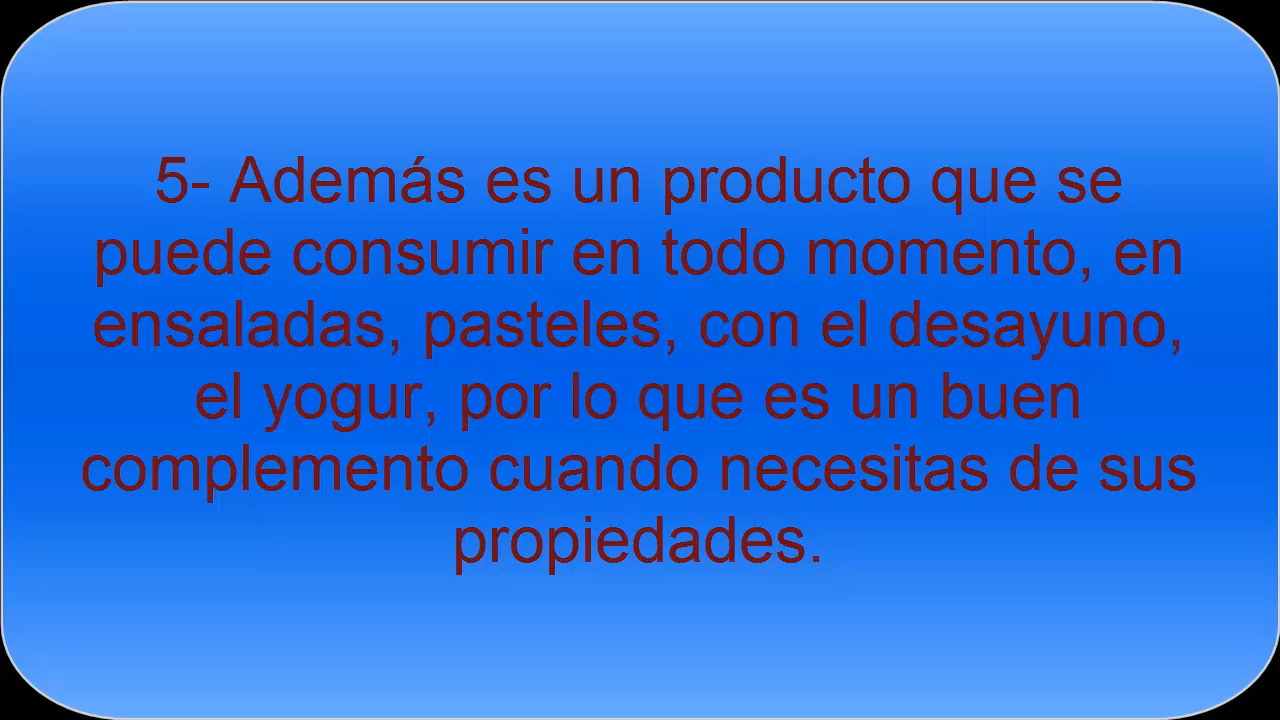 5- Además es un producto que se
puede consumir en todo momento, en
ensaladas, pasteles, con el desayuno,
el yogur, por lo que es un buen
complemento cuando necesitas de sus
propiedades.